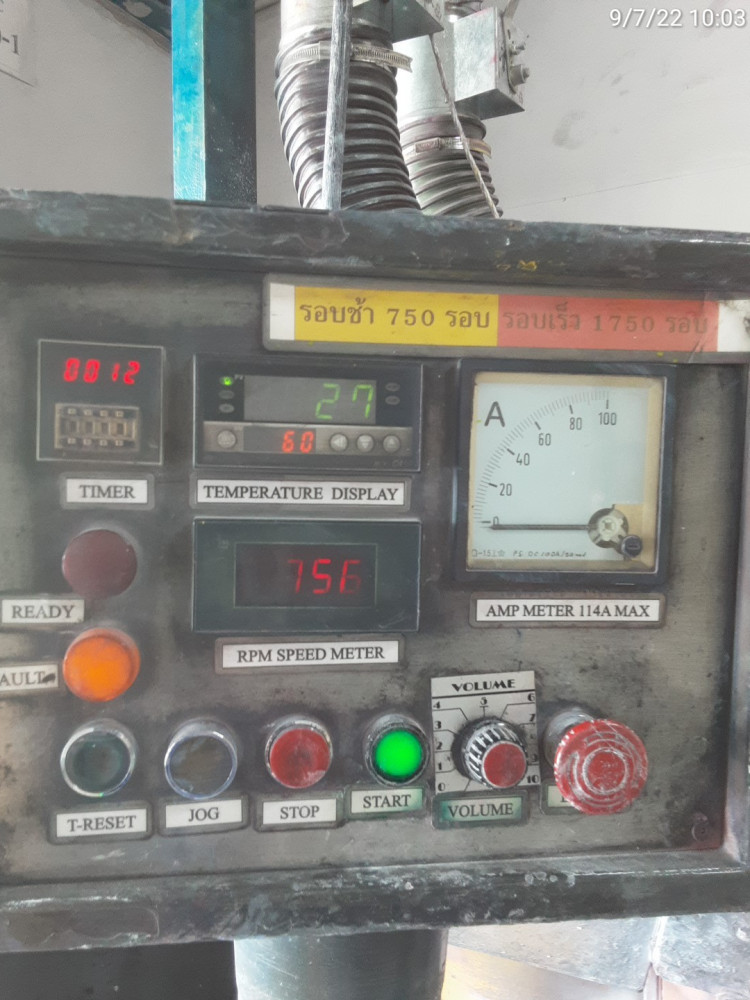 9/7/22 10:03
0-1
รอบช้า 750 รอบ รอบเร็ว 1750 รอบ
0012
TIMER
27
60
TEMPERATURE DISPLAY
A
0 20 40 60 80 100
AMP METER 114A MAX
RPM SPEED METER
READY
AULT
VOLUME
0 1 2 3 4 5 6 7 10
T-RESET
JOG
STOP
START
VOLUME